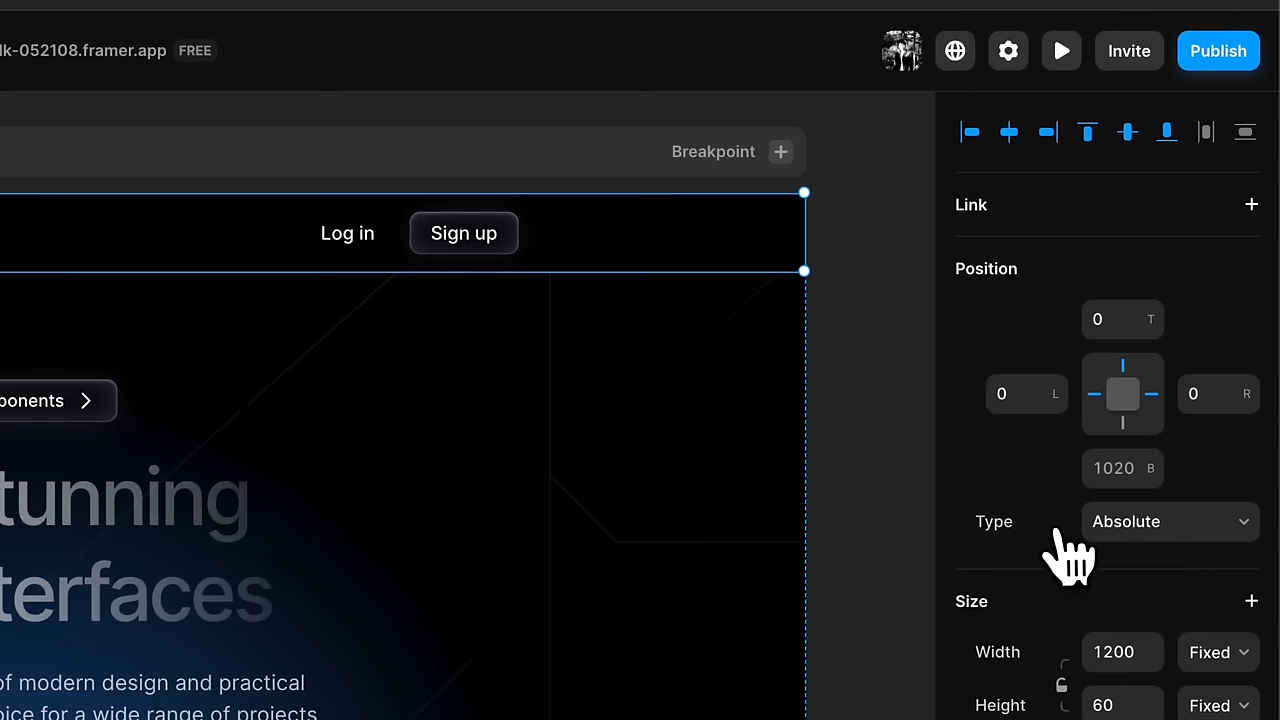 lk-052108.framer.app FREE
Invite
Publish
Breakpoint
Link
Log in
Sign up
Position
0 T
0 L
0 R
1020 B
ponents
tunning
terfaces
Type
Absolute
Size
Width
1200
Fixed
of modern design and practical
oice for a wide range of projects
Height
60
Fixed